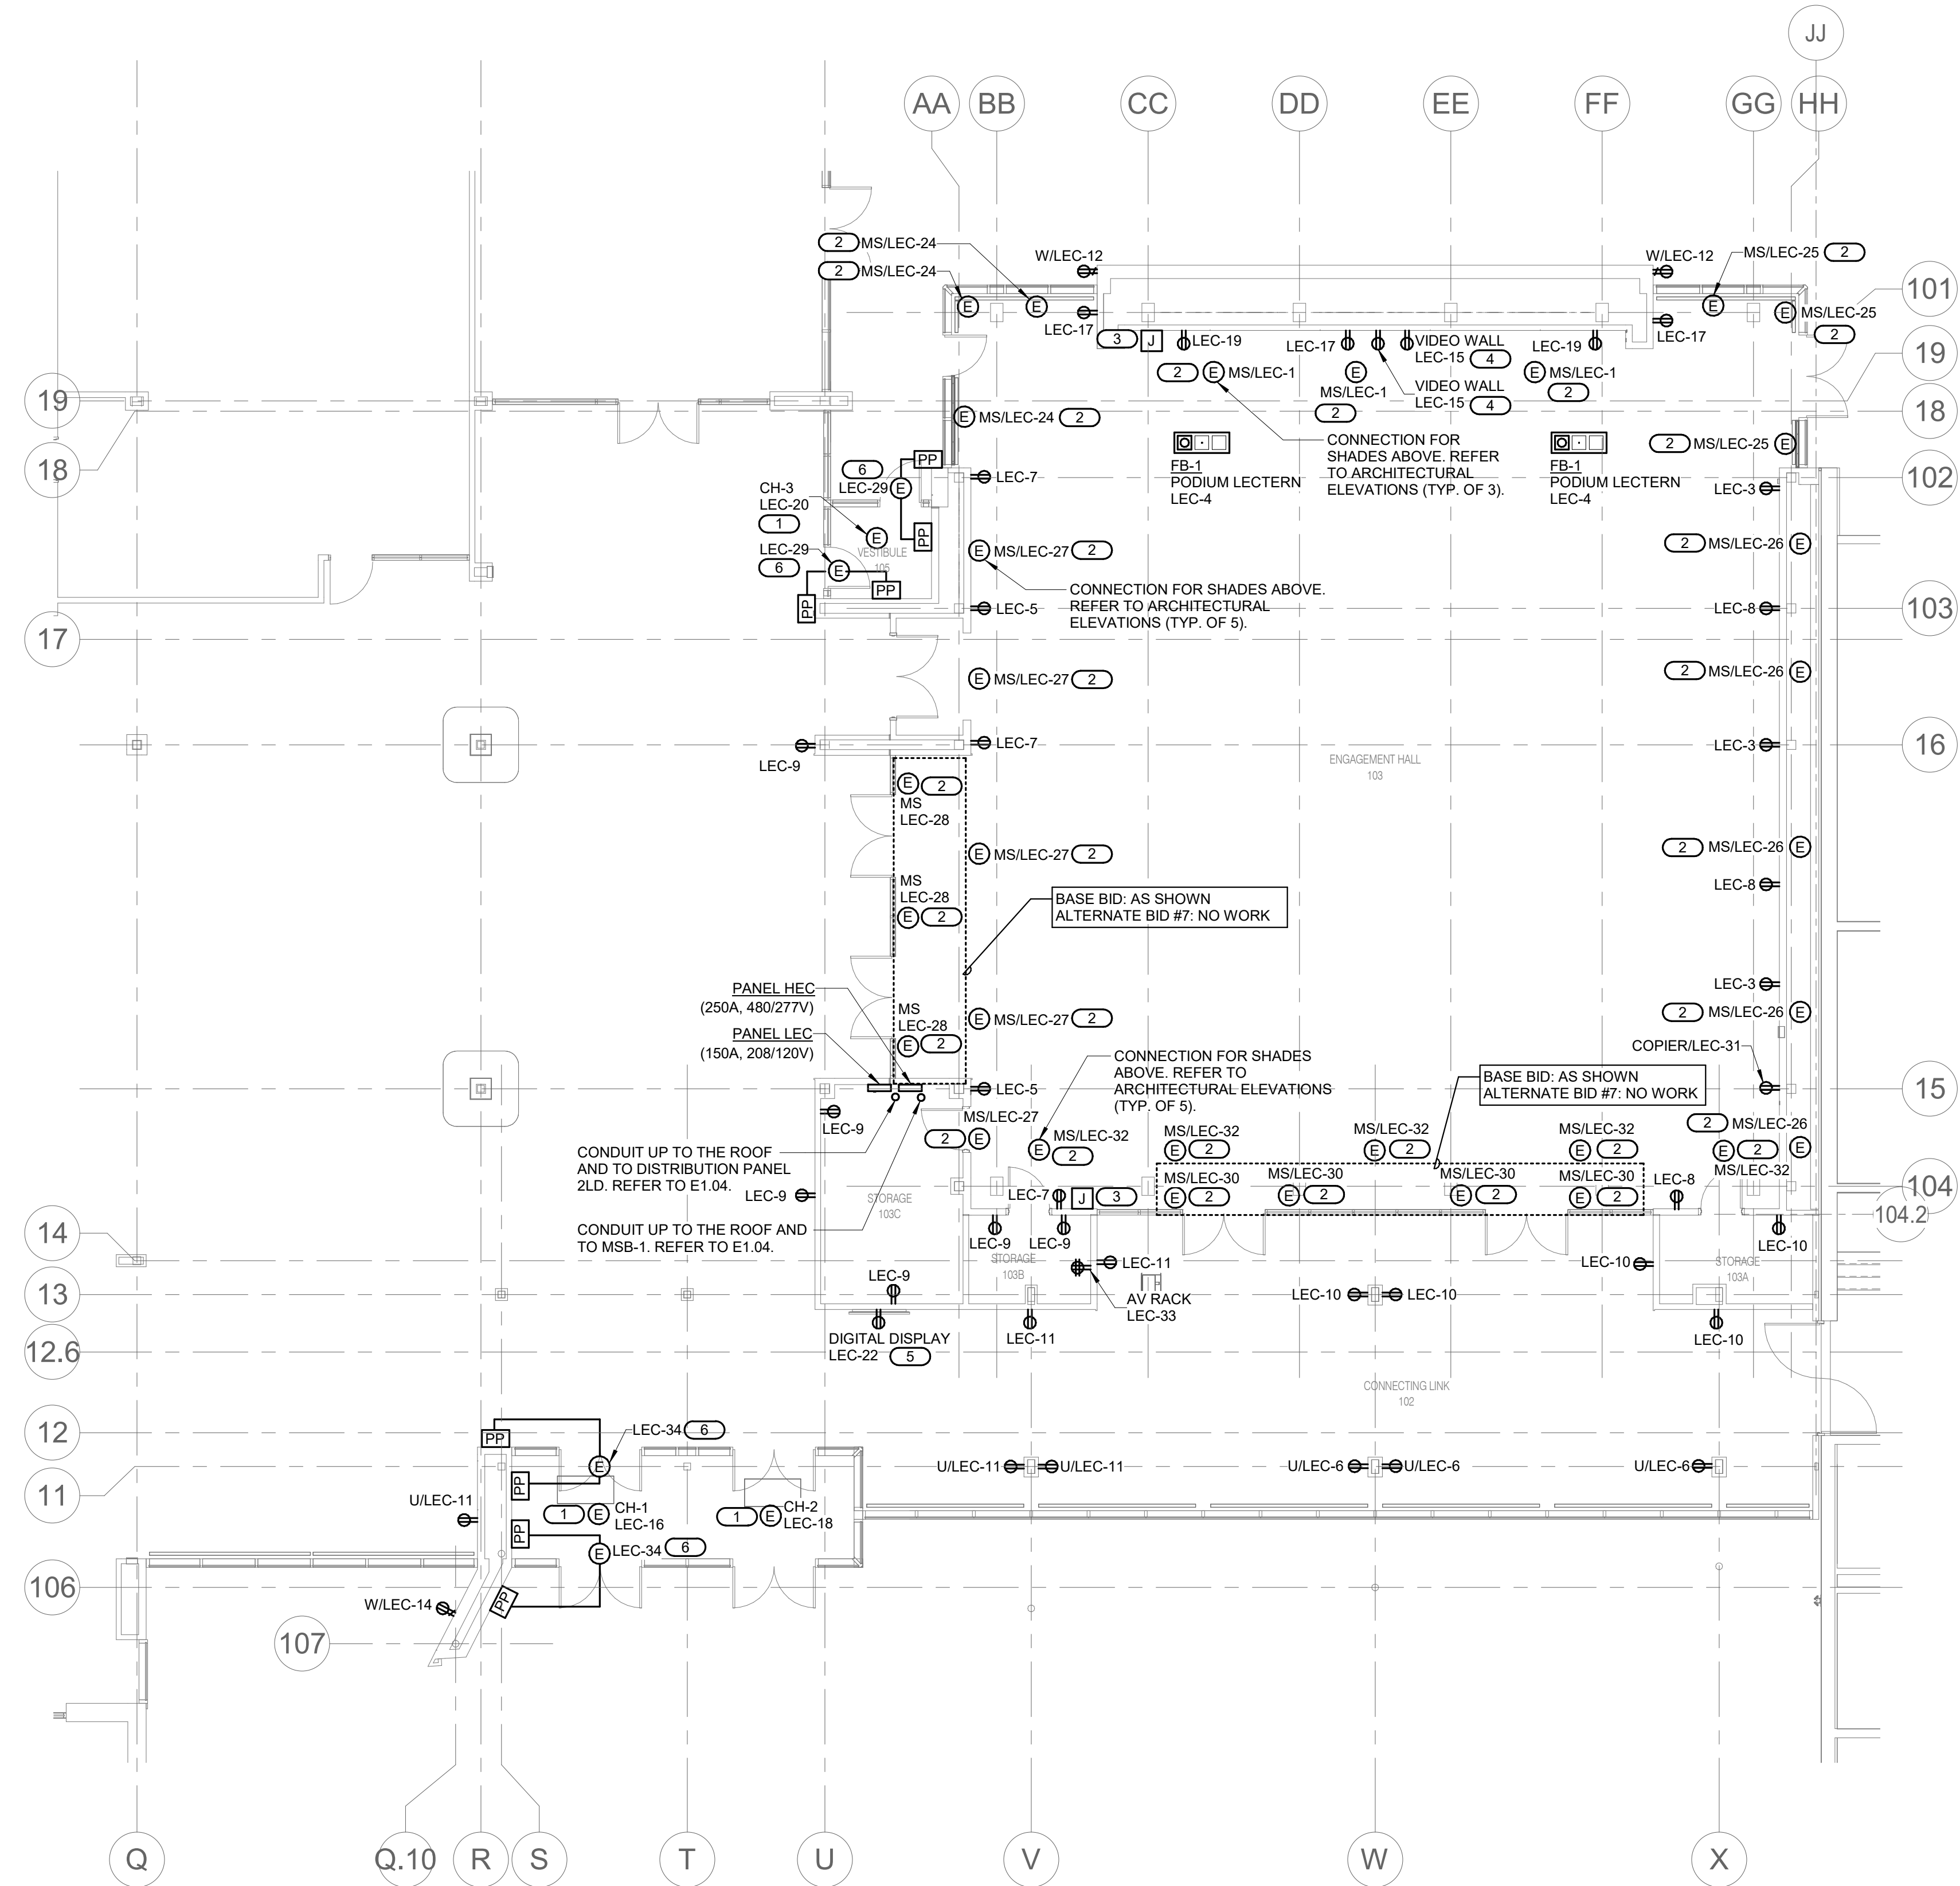 JJ
AA
BB
CC
DD
EE
FF
GG
HH
2 MS/LEC-24
2 MS/LEC-24
W/LEC-12
W/LEC-12
MS/LEC-25 2
101
E
E
E
E
MS/LEC-25
2
LEC-17
LEC-17
3
J
LEC-19
LEC-17
VIDEO WALL
LEC-15 4
LEC-19
19
19
2 E MS/LEC-1
E
MS/LEC-1
2
VIDEO WALL
LEC-15 4
E MS/LEC-1
2
18
E MS/LEC-24 2
2 MS/LEC-25 E
CONNECTION FOR
SHADES ABOVE. REFER
TO ARCHITECTURAL
ELEVATIONS (TYP. OF 3).
FB-1
PODIUM LECTERN
LEC-4
FB-1
PODIUM LECTERN
LEC-4
18
102
PP
6
LEC-29 E
LEC-7
LEC-3
CH-3
LEC-20
1
E
PP
LEC-29
6
E
VESTIBULE
105
PP
PP
E MS/LEC-27 2
2 MS/LEC-26 E
CONNECTION FOR SHADES ABOVE.
REFER TO ARCHITECTURAL
ELEVATIONS (TYP. OF 5).
LEC-5
LEC-8
103
17
E MS/LEC-27 2
2 MS/LEC-26 E
LEC-9
LEC-7
LEC-3
16
ENGAGEMENT HALL
103
E 2
MS
LEC-28
E MS/LEC-27 2
2 MS/LEC-26 E
MS
LEC-28
E 2
LEC-8
BASE BID: AS SHOWN
ALTERNATE BID #7: NO WORK
PANEL HEC
(250A, 480/277V)
PANEL LEC
(150A, 208/120V)
LEC-3
MS
LEC-28
E 2
E MS/LEC-27 2
2 MS/LEC-26 E
COPIER/LEC-31
CONNECTION FOR SHADES
ABOVE. REFER TO
ARCHITECTURAL ELEVATIONS
(TYP. OF 5).
BASE BID: AS SHOWN
ALTERNATE BID #7: NO WORK
15
LEC-5
LEC-9
MS/LEC-27
2 E
E MS/LEC-32
2
MS/LEC-32
E 2
MS/LEC-32
E 2
MS/LEC-32
E 2
2 MS/LEC-26
E 2 E
MS/LEC-32
CONDUIT UP TO THE ROOF
AND TO DISTRIBUTION PANEL
2LD. REFER TO E1.04.
LEC-9
STORAGE
103C
LEC-7
J
3
MS/LEC-30
E 2
MS/LEC-30
E 2
MS/LEC-30
E 2
MS/LEC-30
E 2
LEC-8
104
104.2
CONDUIT UP TO THE ROOF AND
TO MSB-1. REFER TO E1.04.
LEC-9
LEC-9
LEC-10
14
STORAGE
103B
LEC-11
LEC-10
STORAGE
103A
13
LEC-9
AV RACK
LEC-33
LEC-10
LEC-10
DIGITAL DISPLAY
LEC-22 5
LEC-11
LEC-10
12.6
CONNECTING LINK
102
12
LEC-34 6
PP
E
11
U/LEC-11
U/LEC-11
U/LEC-6
U/LEC-6
U/LEC-6
PP
U/LEC-11
1 E CH-1
LEC-16
1 E CH-2
LEC-18
PP
E LEC-34
6
106
W/LEC-14
PP
107
Q
Q.10
R
S
T
U
V
W
X